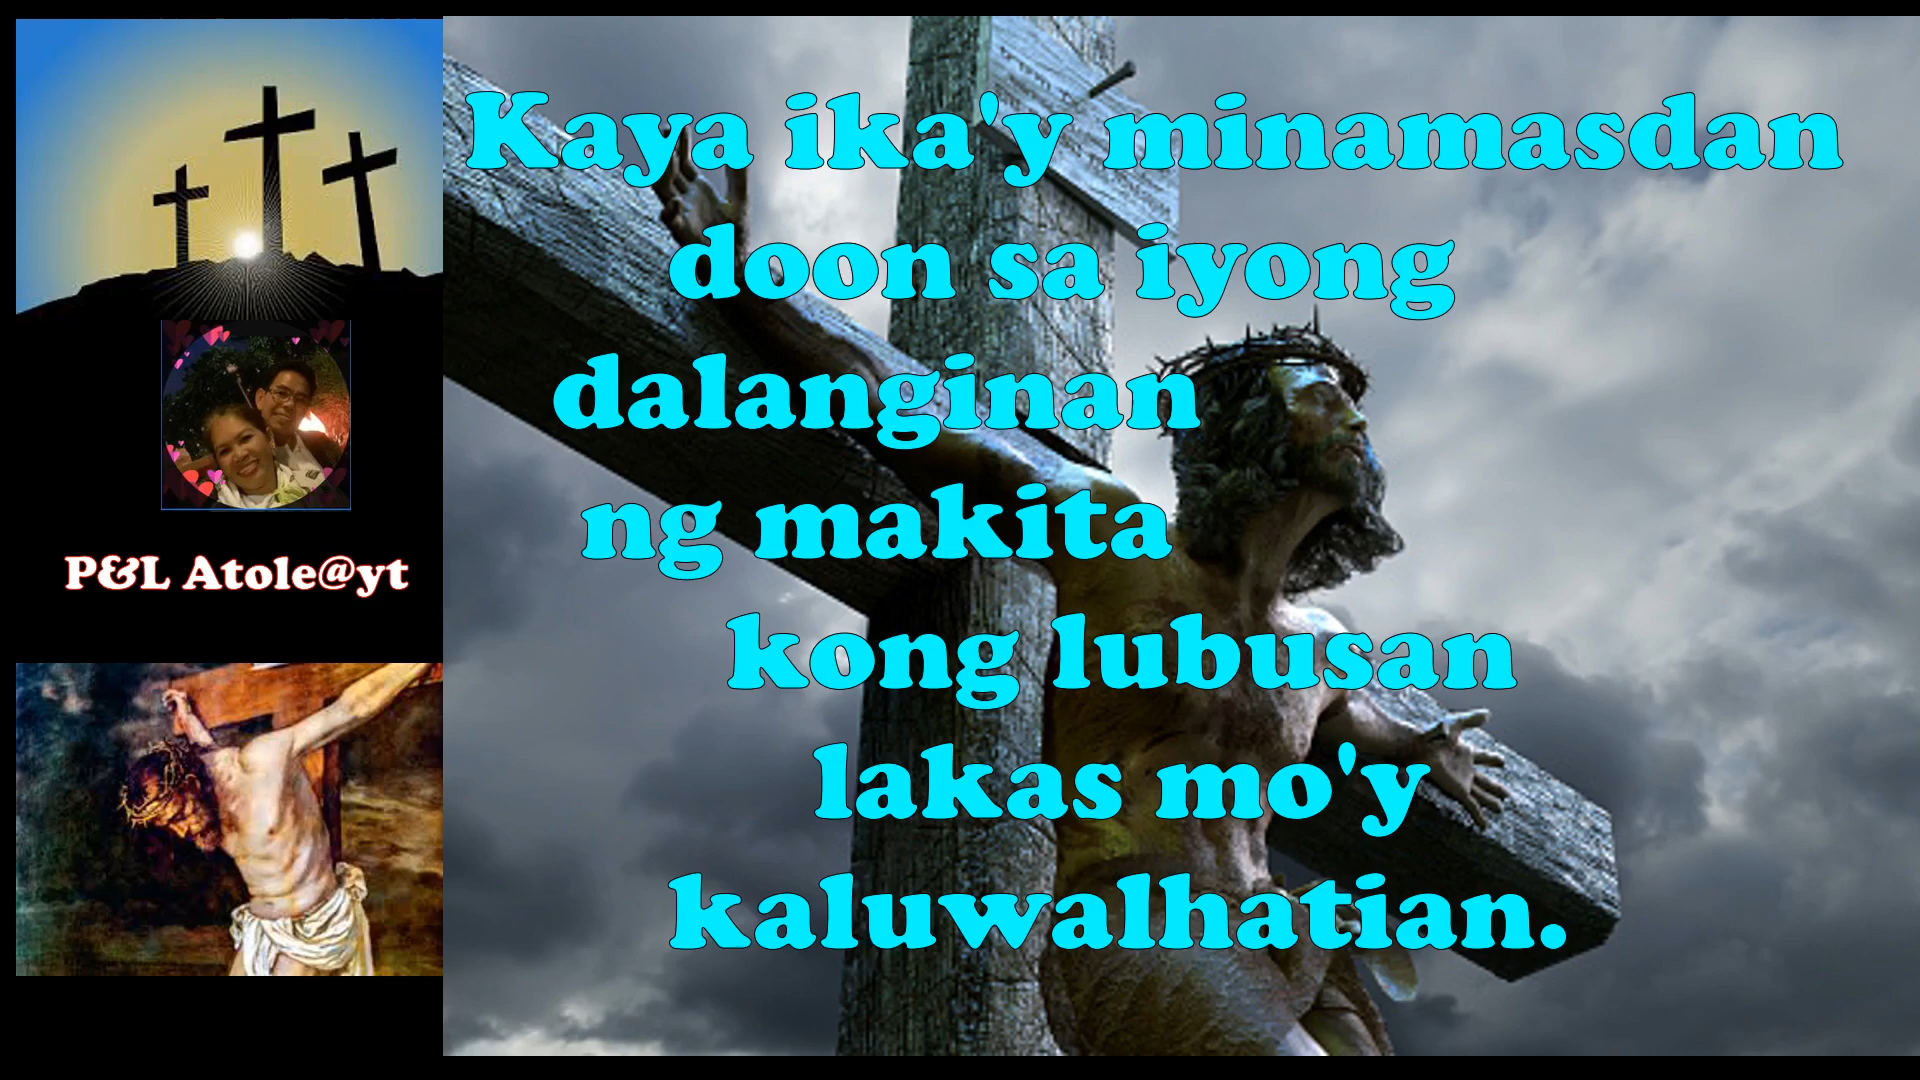 Kaya ika'y minamasdan
doon sa iyong
dalanginan
ng makita
kong lubusan
lakas mo'y
kaluwalhatian.
P&L Atole@yt